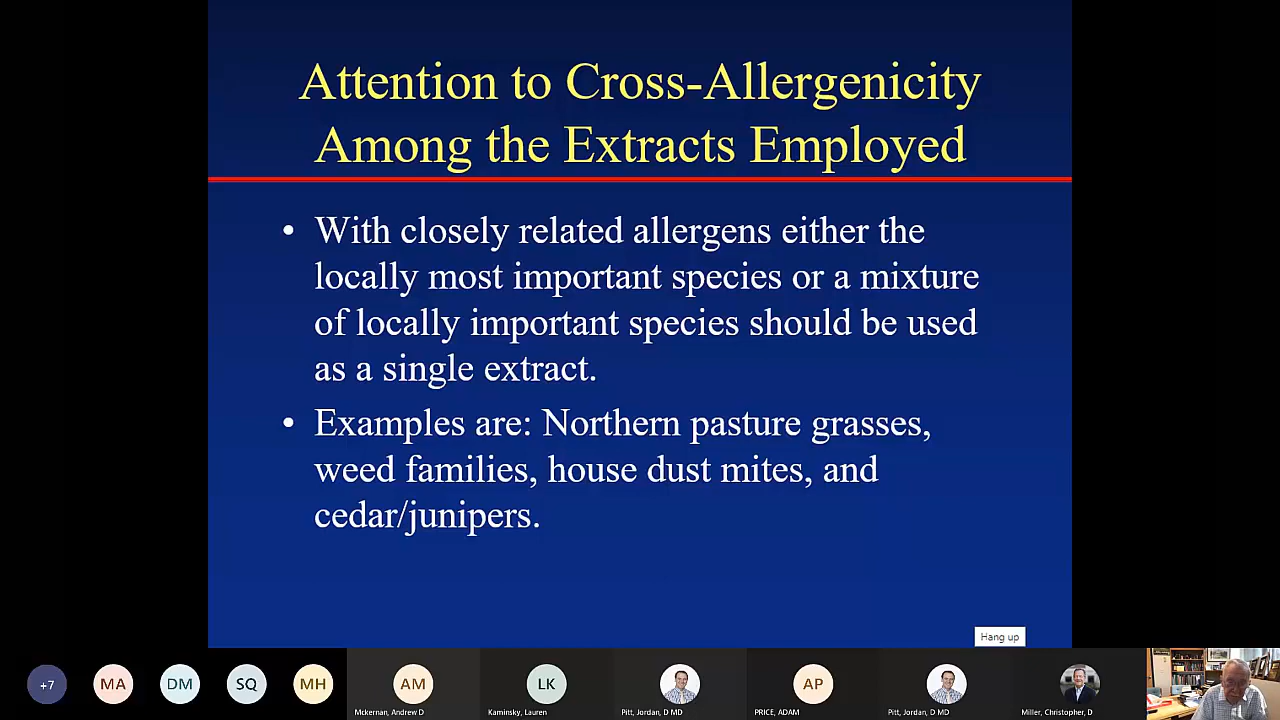 Attention to Cross-Allergenicity
Among the Extracts Employed
• With closely related allergens either the
locally most important species or a mixture
of locally important species should be used
as a single extract.
• Examples are: Northern pasture grasses,
weed families, house dust mites, and
cedar/junipers.
Hang up
+7
MA
DM
SQ
MH
AM
LK
AP
Mckernan, Andrew D
Kaminsky, Lauren
Pitt, Jordan, D MD
PRICE, ADAM
Pitt, Jordan, D MD
Miller, Christopher, D